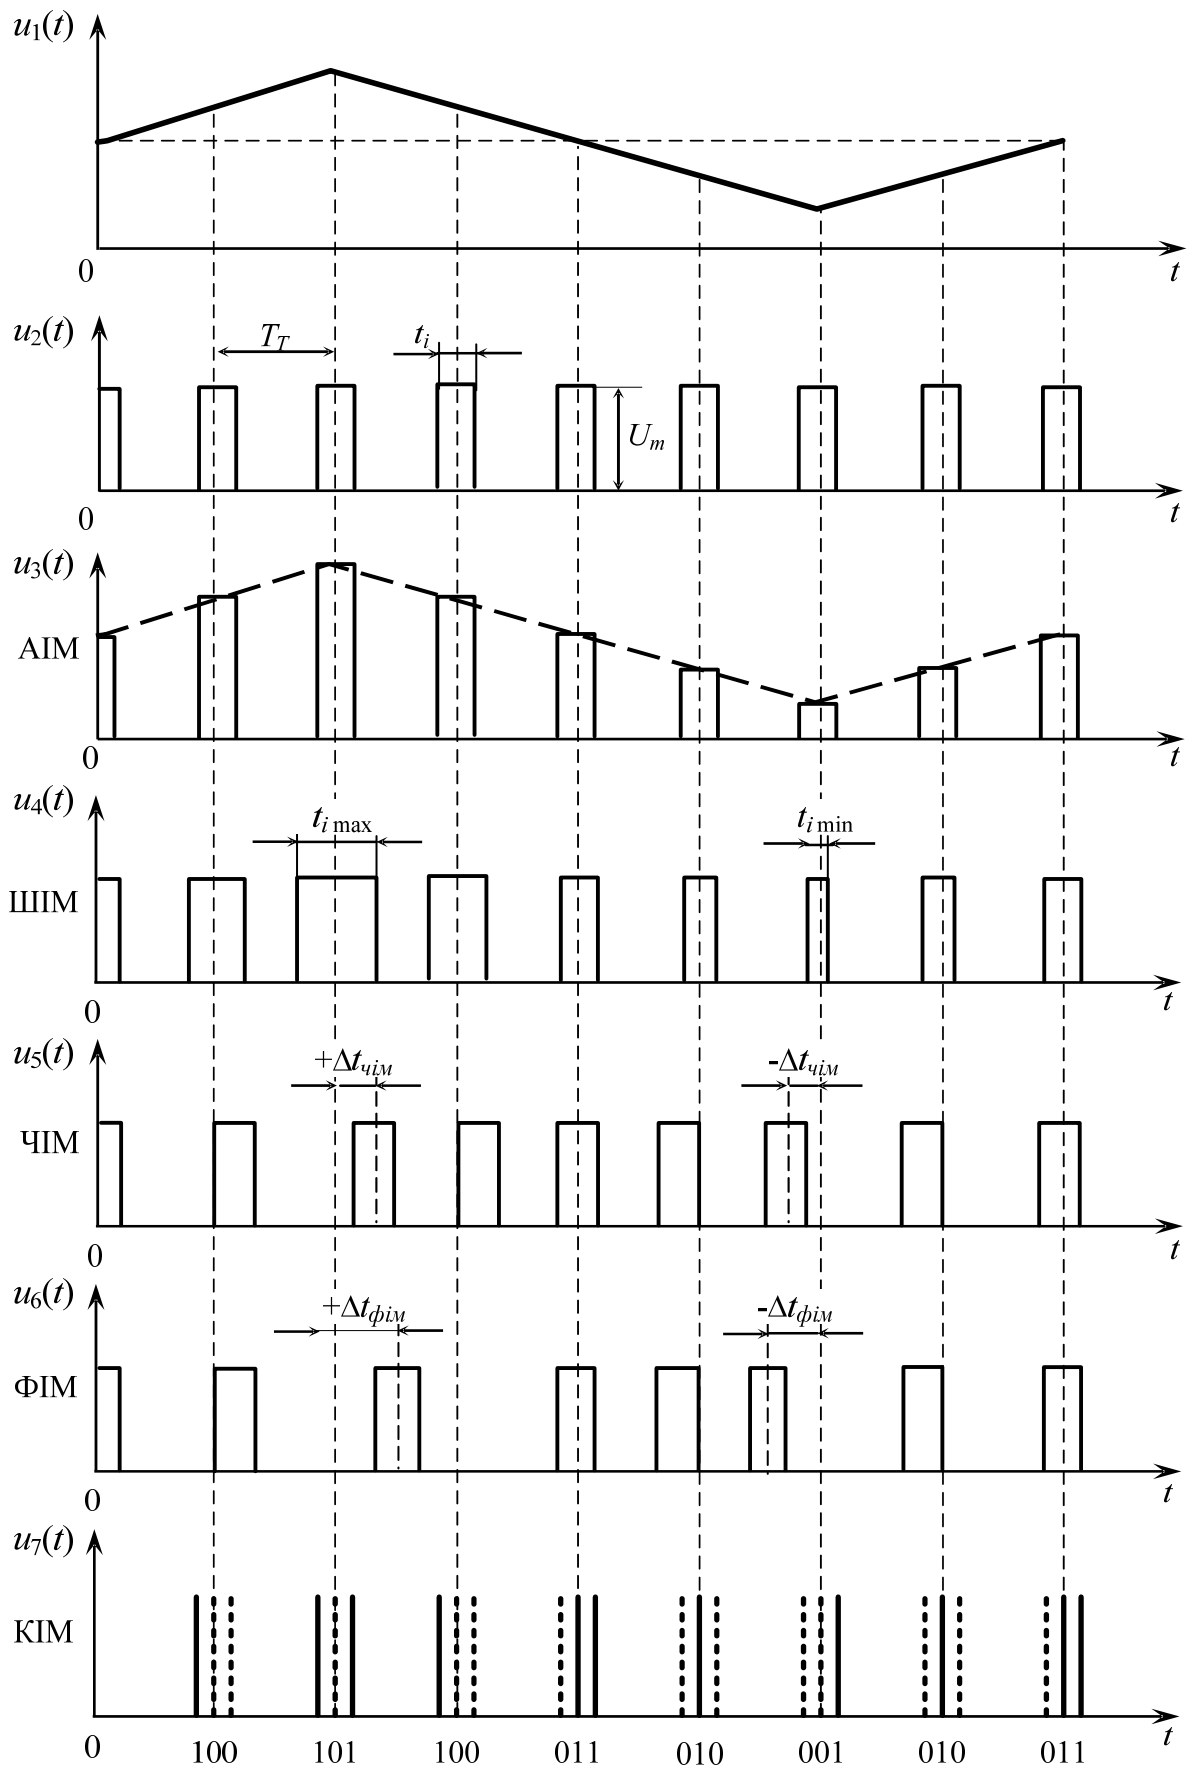 u1(t)
0
t
u2(t)
TT
ti
Um
0
t
u3(t)
АІМ
0
t
u4(t)
ti max
ti min
ШІМ
0
t
u5(t)
+Δtчім
-Δtчім
ЧІМ
0
t
u6(t)
+Δtфім
-Δtфім
ФІМ
0
t
u7(t)
КІМ
0
100 101 100 011 010 001 010 011
t